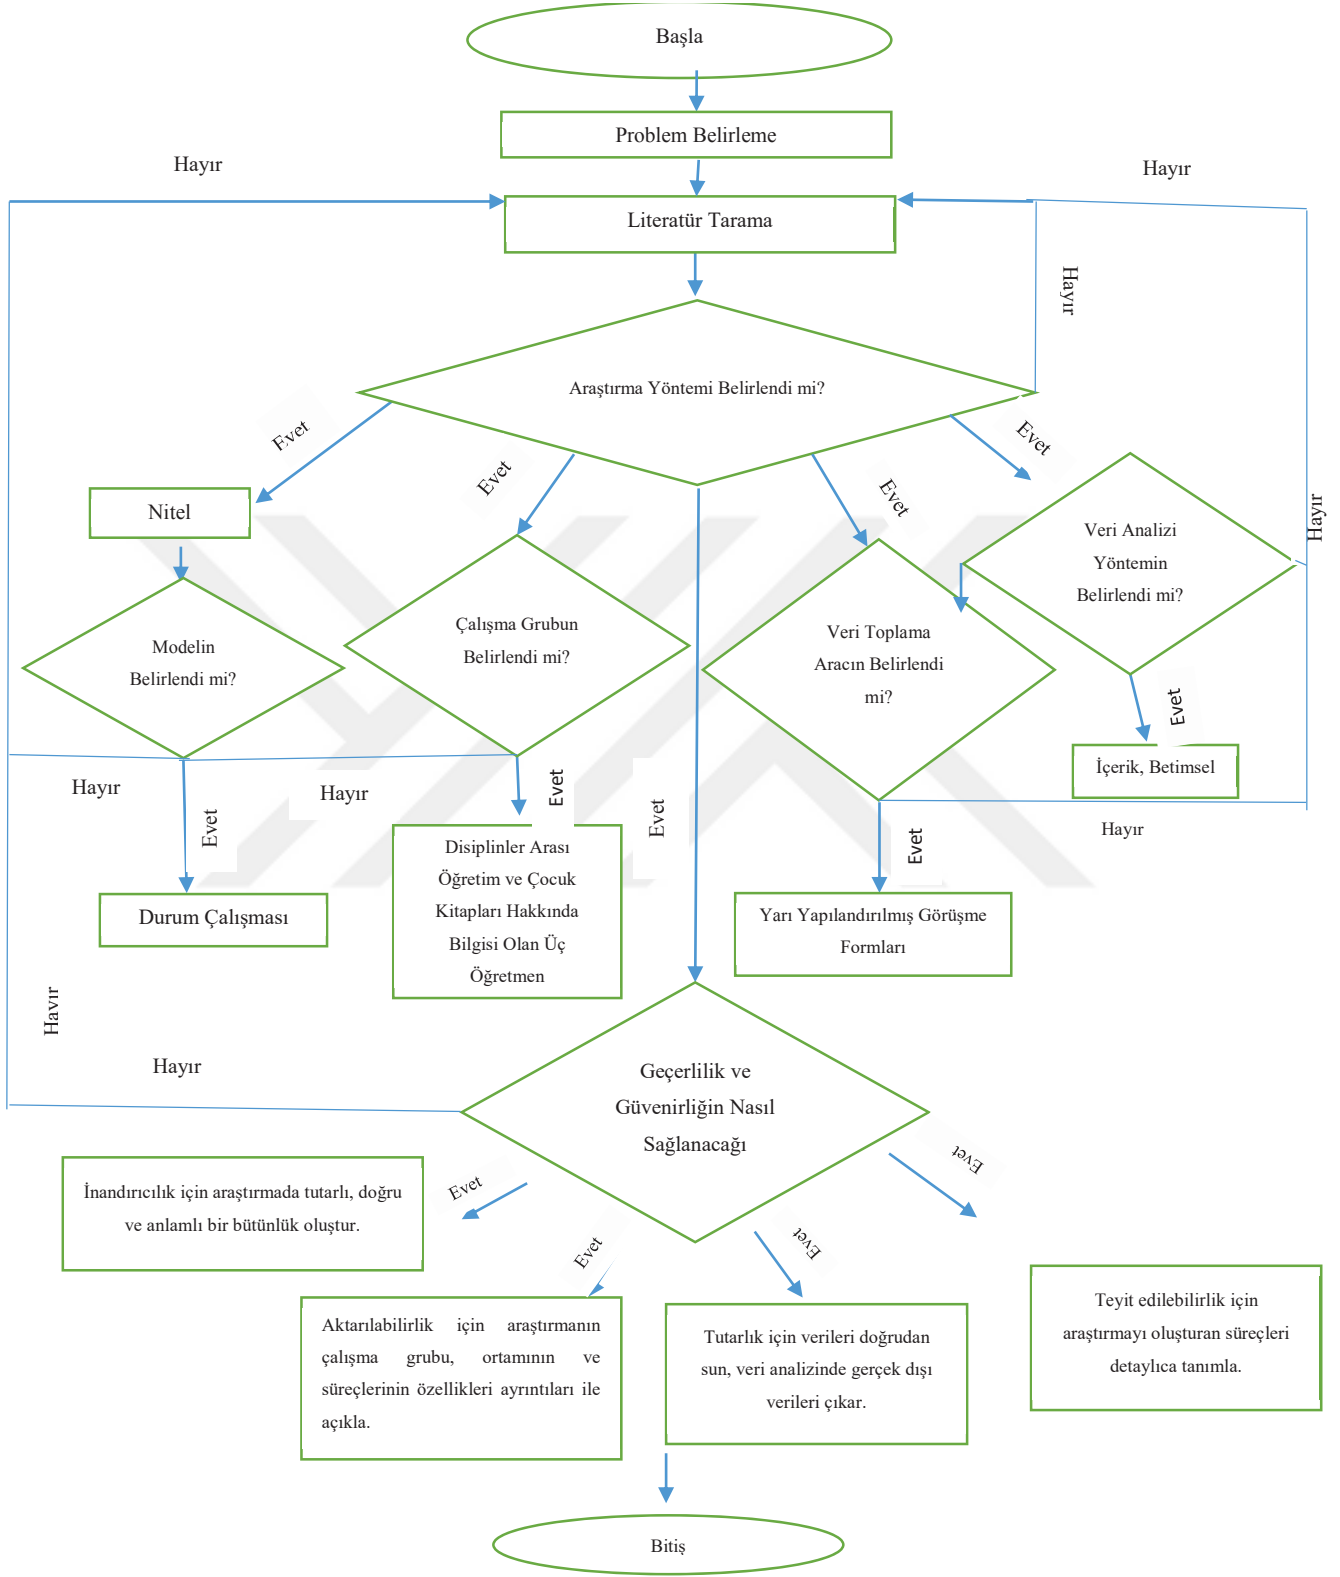 Başla
Problem Belirleme
Hayır
Hayır
Literatür Tarama
Hayır
Araştırma Yöntemi Belirlendi mi?
Evet
Evet
Evet
Evet
Nitel
Hayır
Veri Analizi
Yöntemin
Belirlendi mi?
Çalışma Grubun
Belirlendi mi?
Veri Toplama
Aracın Belirlendi
mi?
Modelin
Belirlendi mi?
Evet
İçerik, Betimsel
Hayır
Hayır
Evet
Evet
Evet
Evet
Hayır
Disiplinler Arası
Öğretim ve Çocuk
Kitapları Hakkında
Bilgisi Olan Üç
Öğretmen
Durum Çalışması
Yarı Yapılandırılmış Görüşme
Formları
Hayır
Hayır
Geçerlilik ve
Güvenirliğin Nasıl
Sağlanacağı
Evet
Evet
Evet
Evet
İnandırıcılık için araştırmada tutarlı, doğru
ve anlamlı bir bütünlük oluştur.
Aktarılabilirlik için araştırmanın
çalışma grubu, ortamının ve
süreçlerinin özellikleri ayrıntıları ile
açıkla.
Tutarlık için verileri doğrudan
sun, veri analizinde gerçek dışı
verileri çıkar.
Teyit edilebilirlik için
araştırmayı oluşturan süreçleri
detaylıca tanımla.
Bitiş